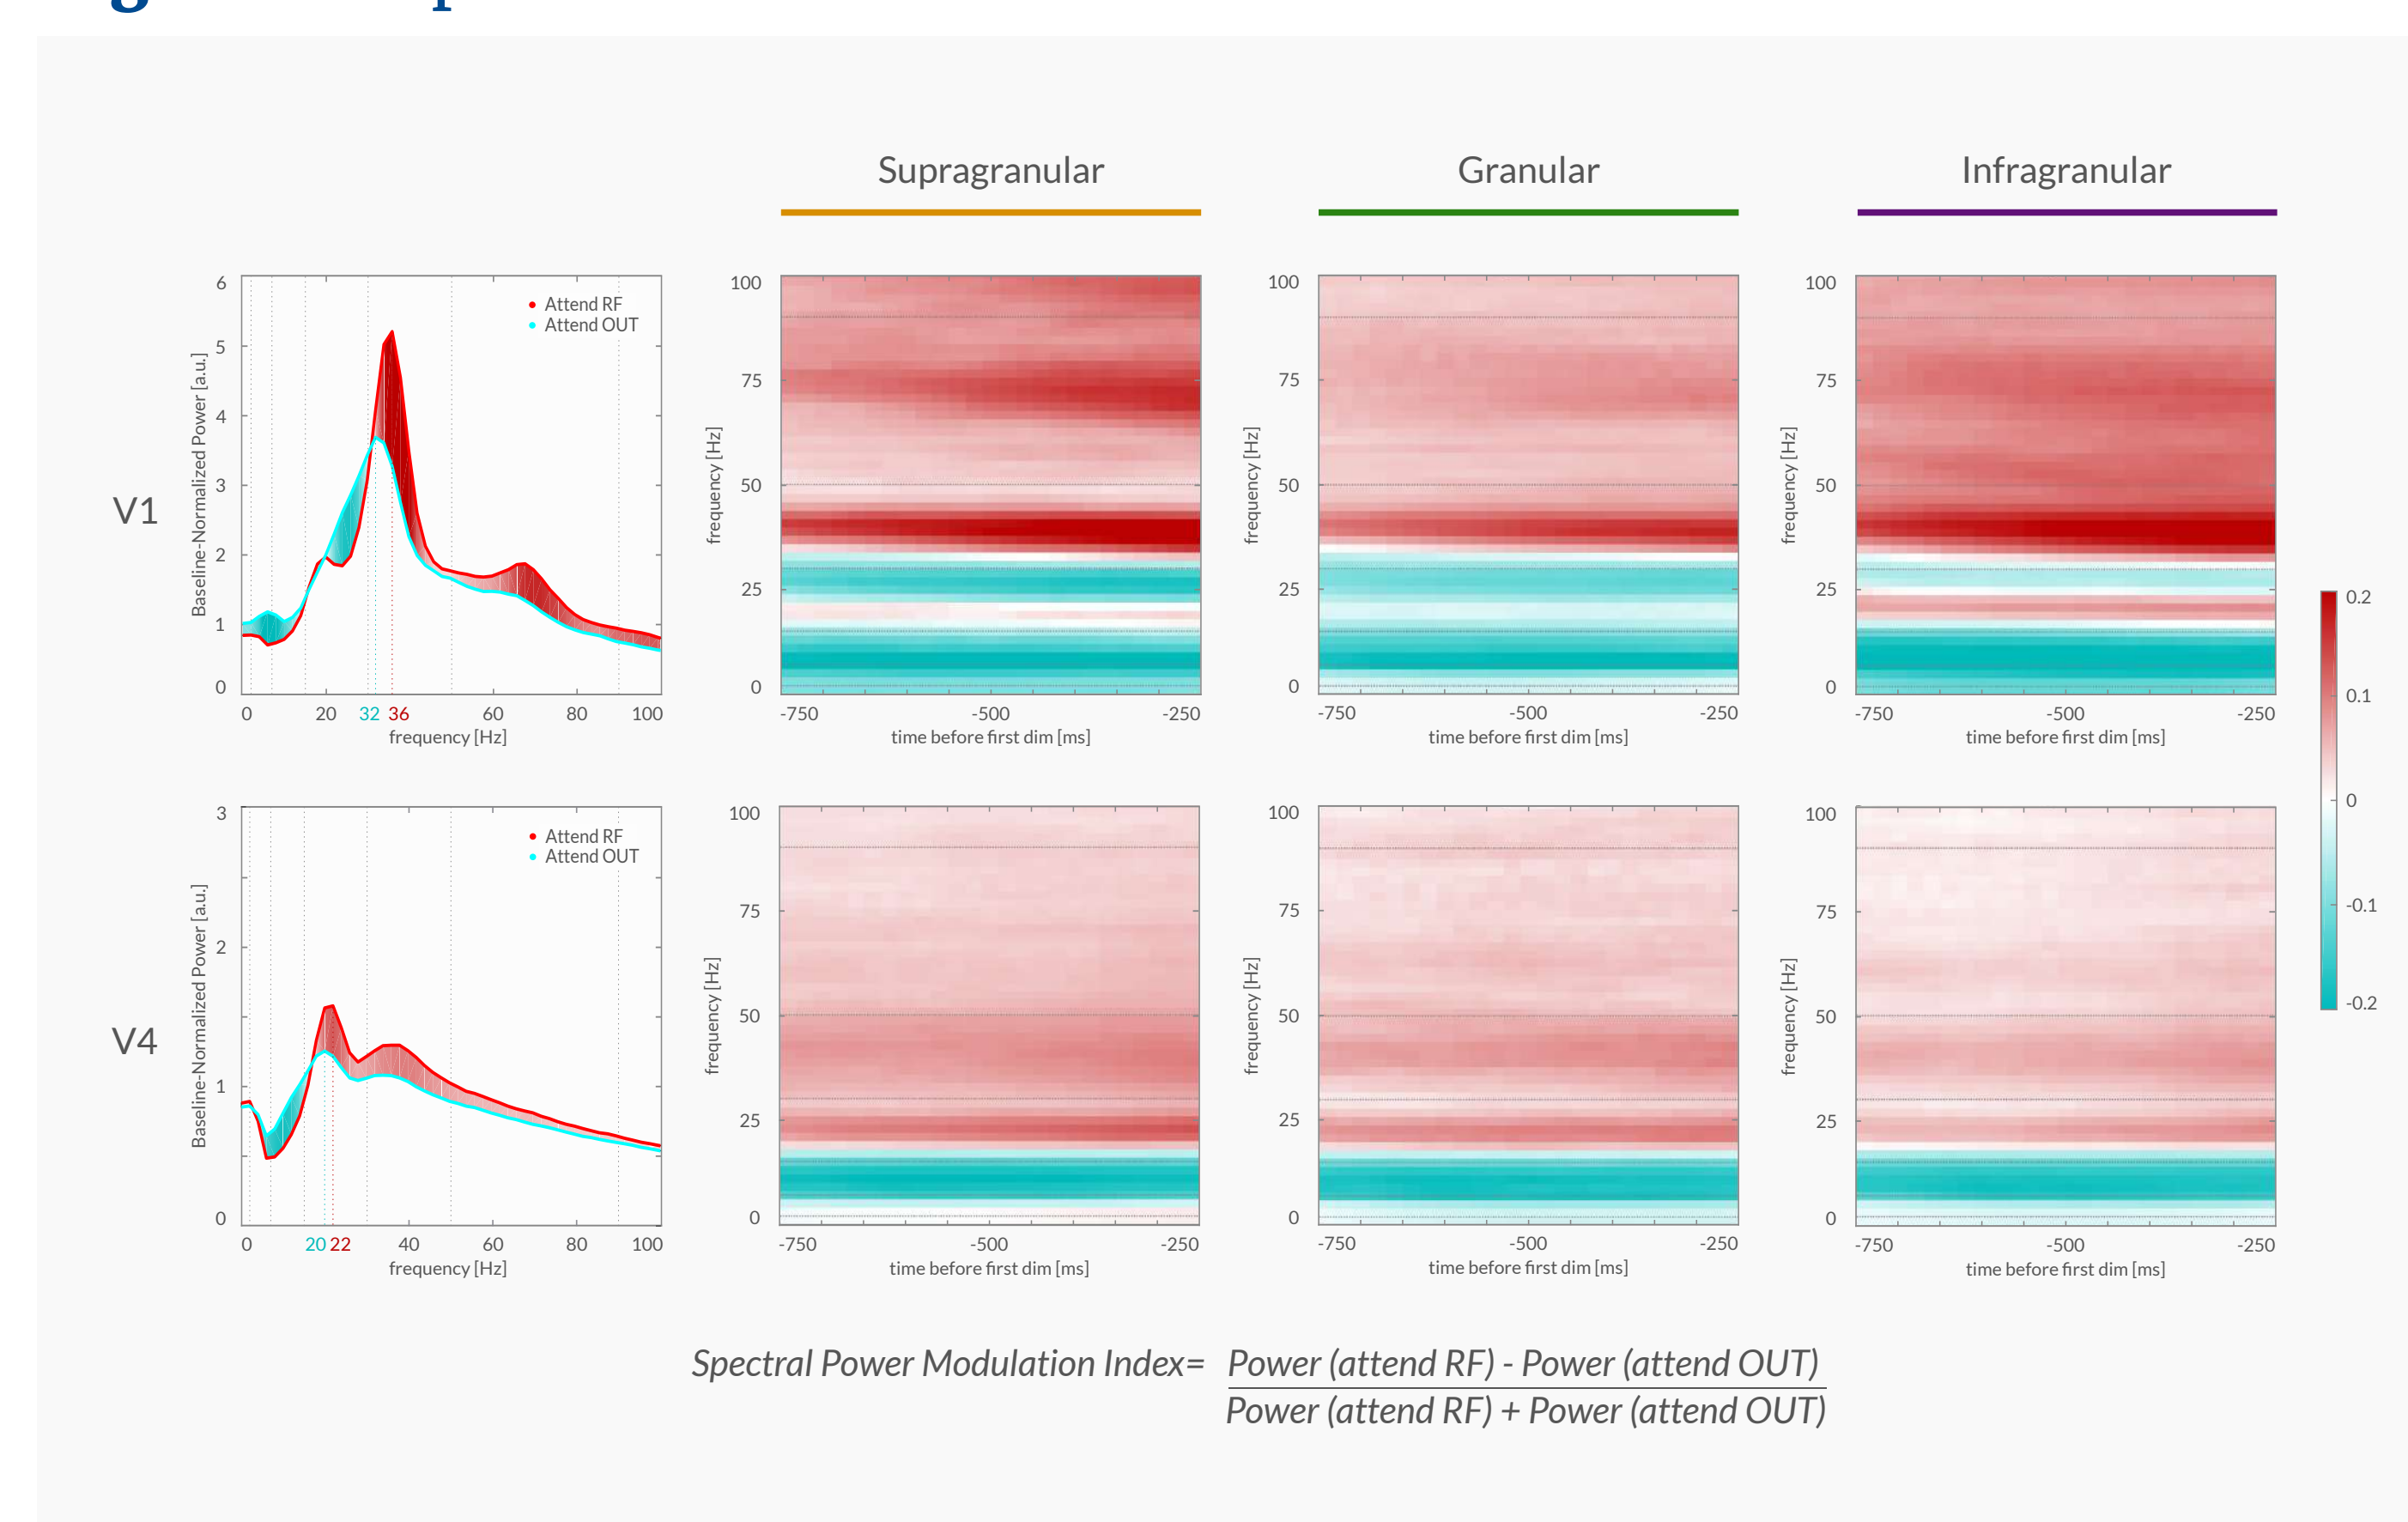 Supragranular
Granular
Infragranular
V1
Baseline-Normalized Power [a.u.]
6
5
4
3
2
1
0
Attend RF
Attend OUT
0 20 32 36 60 80 100
frequency [Hz]
frequency [Hz]
100
75
50
25
0
-750 -500 -250
time before first dim [ms]
frequency [Hz]
100
75
50
25
0
-750 -500 -250
time before first dim [ms]
frequency [Hz]
100
75
50
25
0
-750 -500 -250
time before first dim [ms]
0.2
0.1
0
-0.1
-0.2
V4
Baseline-Normalized Power [a.u.]
3
2
1
0
Attend RF
Attend OUT
0 20 22 40 60 80 100
frequency [Hz]
frequency [Hz]
100
75
50
25
0
-750 -500 -250
time before first dim [ms]
frequency [Hz]
100
75
50
25
0
-750 -500 -250
time before first dim [ms]
frequency [Hz]
100
75
50
25
0
-750 -500 -250
time before first dim [ms]
Spectral Power Modulation Index= Power (attend RF) - Power (attend OUT)
Power (attend RF) + Power (attend OUT)